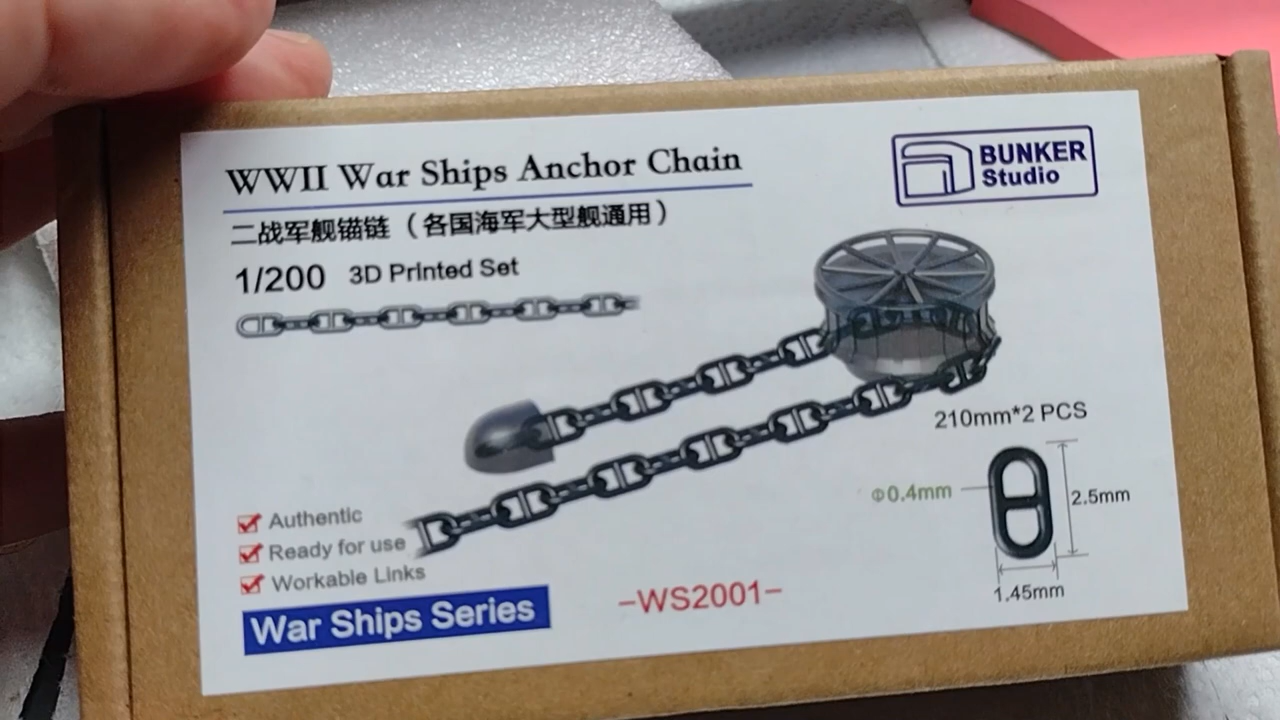 WWII War Ships Anchor Chain
BUNKER
Studio
二战军舰锚链（各国海军大型舰通用）
1/200 3D Printed Set
210mm*2 PCS
Φ0.4mm
2.5mm
1.45mm
Authentic
Ready for use
Workable Links
War Ships Series
–WS2001–